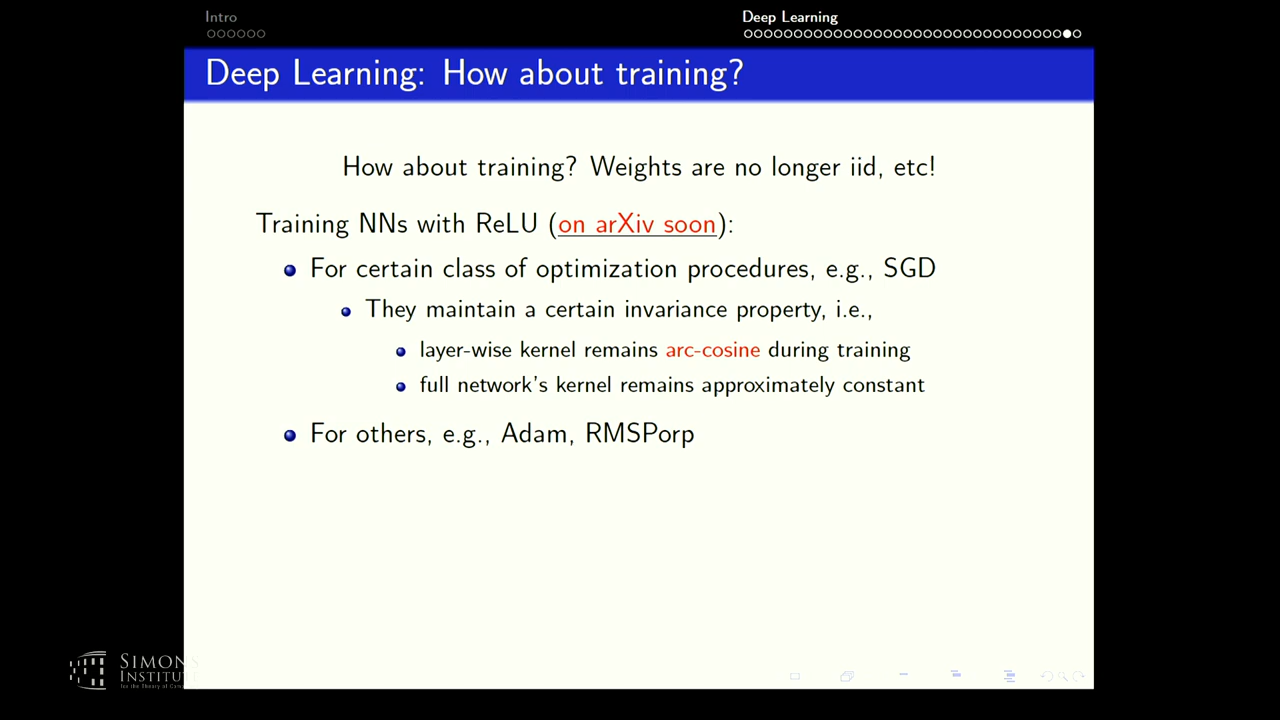 Intro
Deep Learning
Deep Learning: How about training?
How about training? Weights are no longer iid, etc!
Training NNs with ReLU (on arXiv soon):
For certain class of optimization procedures, e.g., SGD
They maintain a certain invariance property, i.e.,
layer-wise kernel remains arc-cosine during training
full network's kernel remains approximately constant
For others, e.g., Adam, RMSPorp
SIMONS
INSTITUTE